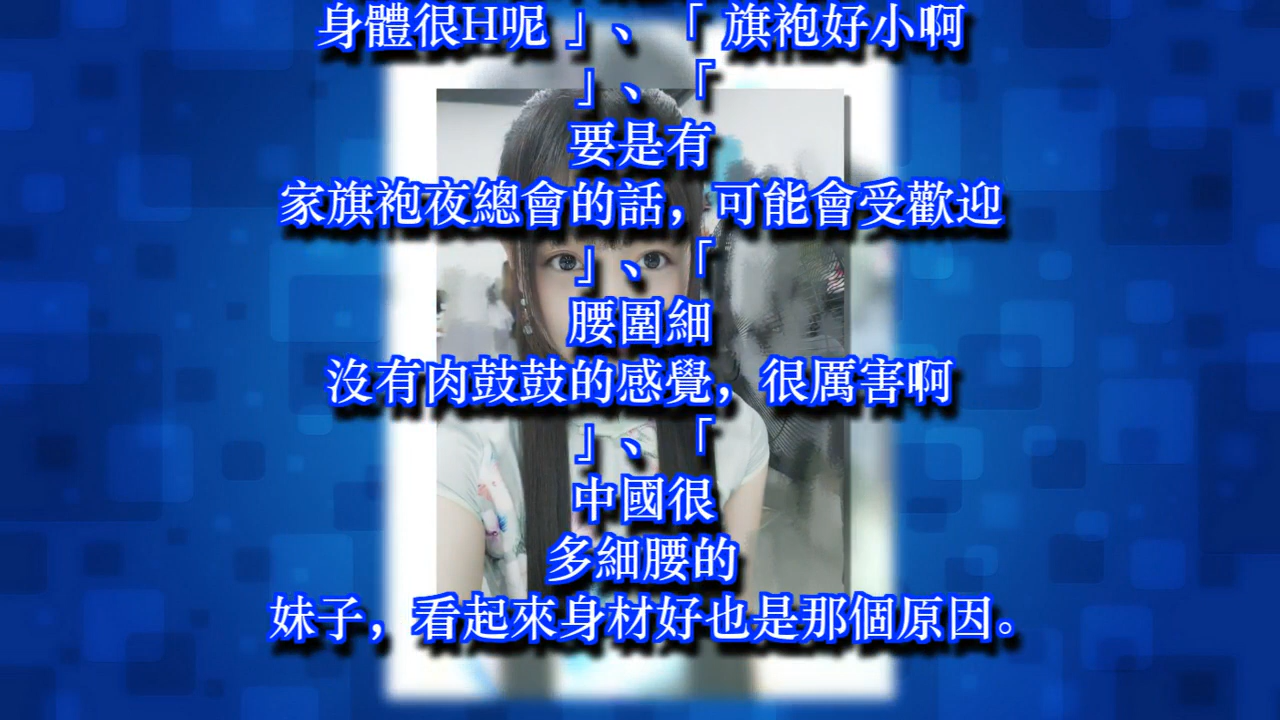 身體很H呢 」、「 旗袍好小啊
」、「
要是有
家旗袍夜總會的話，可能會受歡迎
」、「
腰圍細
沒有肉鼓鼓的感覺，很厲害啊
」、「
中國很
多細腰的
妹子，看起來身材好也是那個原因。